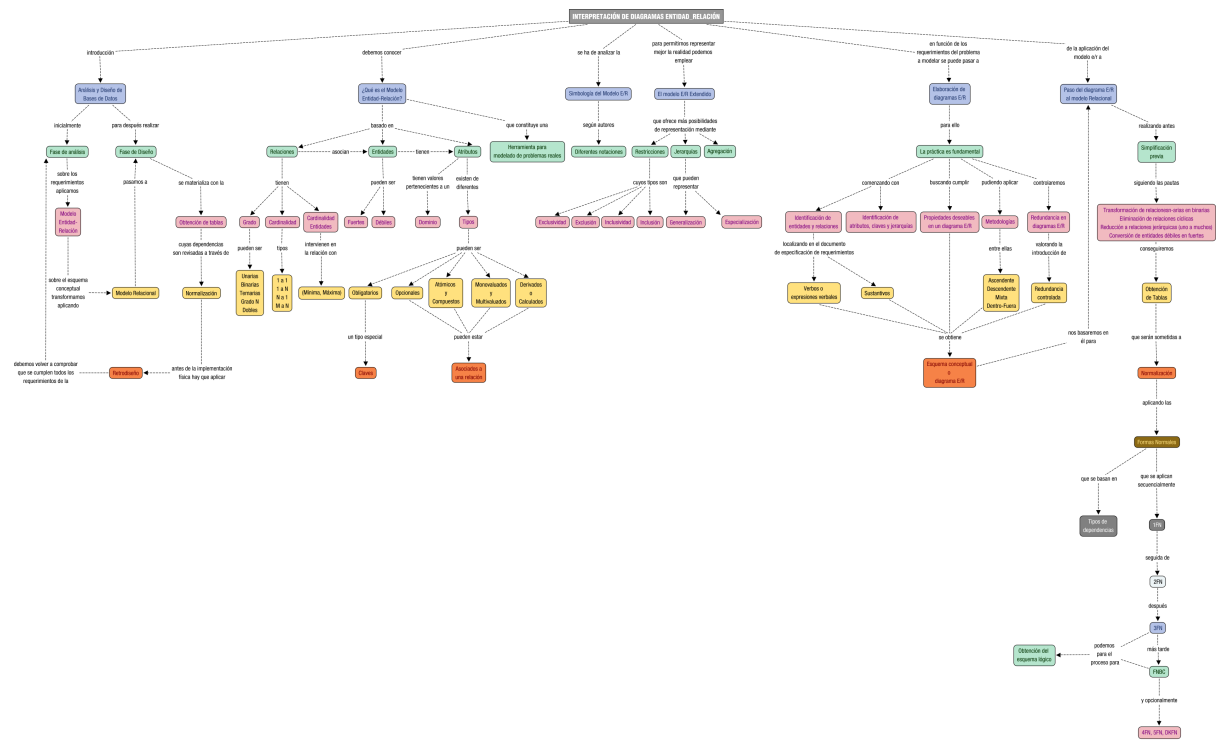 INTERPRETACIÓN DE DIAGRAMAS ENTIDAD_RELACIÓN
introducción
debemos conocer
se ha de analizar la
para permitirnos representar
mejor la realidad podemos
emplear
en función de los
requerimientos del problema
a modelar se puede pasar a
de la aplicación del
modelo e/r a
Análisis y Diseño de
Bases de Datos
¿Qué es el Modelo
Entidad-Relación?
Simbología del Modelo E/R
El modelo E/R Extendido
Elaboración de
diagramas E/R
Paso del diagrama E/R
al modelo Relacional
inicialmente
para después realizar
basado en
que constituye una
según autores
que ofrece más posibilidades
de representación mediante
para ello
realizando antes
Fase de análisis
Fase de Diseño
Relaciones
asocian
Entidades
tienen
Atributos
Herramienta para
modelado de problemas reales
Diferentes notaciones
Restricciones
Jerarquías
Agregación
La práctica es fundamental
Simplificación
previa
sobre los
requerimientos
aplicamos
pasamos a
se materializa con la
tienen
pueden ser
tienen valores
pertenecientes a un
existen de
diferentes
cuyos tipos son
que pueden
representar
comenzando con
buscando cumplir
pudiendo aplicar
controlaremos
siguiendo las pautas
Modelo
Entidad-
Relación
Obtención de tablas
Grado
Cardinalidad
Cardinalidad
Entidades
Fuertes
Débiles
Dominio
Tipos
Exclusividad
Exclusión
Inclusividad
Inclusión
Generalización
Especialización
Identificación de
entidades y relaciones
Identificación de
atributos, claves y jerarquías
Propiedades deseables
en un diagrama E/R
Metodologías
Redundancia en
diagramas E/R
Transformación de relacionesn-arias en binarias
Eliminación de relaciones cíclicas
Reducción a relaciones jerárquicas (uno a muchos)
Conversión de entidades débiles en fuertes
cuyas dependencias
son revisadas a través de
pueden ser
tipos
intervienen en
la relación con
pueden ser
localizando en el documento
de especificación de requerimientos
entre ellas
valorando la
introducción de
conseguiremos
sobre el esquema
conceptual
transformamos
aplicando
Modelo Relacional
Normalización
Unarias
Binarias
Ternarias
Grado N
Dobles
1 a 1
1 a N
N a 1
M a N
(Mínima, Máxima)
Obligatorios
Opcionales
Atómicos
y
Compuestos
Monovaluados
y
Multivaluados
Derivados
o
Calculados
Verbos o
expresiones verbales
Sustantivos
Ascendente
Descendente
Mixta
Dentro-Fuera
Redundancia
controlada
Obtención
de Tablas
un tipo especial
pueden estar
se obtiene
nos basaremos en
él para
que serán sometidas a
debemos volver a comprobar
que se cumplen todos los
requerimientos de la
Retrodiseño
antes de la implementación
física hay que aplicar
Claves
Asociados a
una relación
Esquema conceptual
o
diagrama E/R
Normalización
aplicando las
Formas Normales
que se basan en
que se aplican
secuencialmente
Tipos de
dependencias
1FN
seguida de
2FN
después
3FN
Obtención del
esquema lógico
podemos
para el
proceso para
más tarde
FNBC
y opcionalmente
4FN, 5FN, DKFN